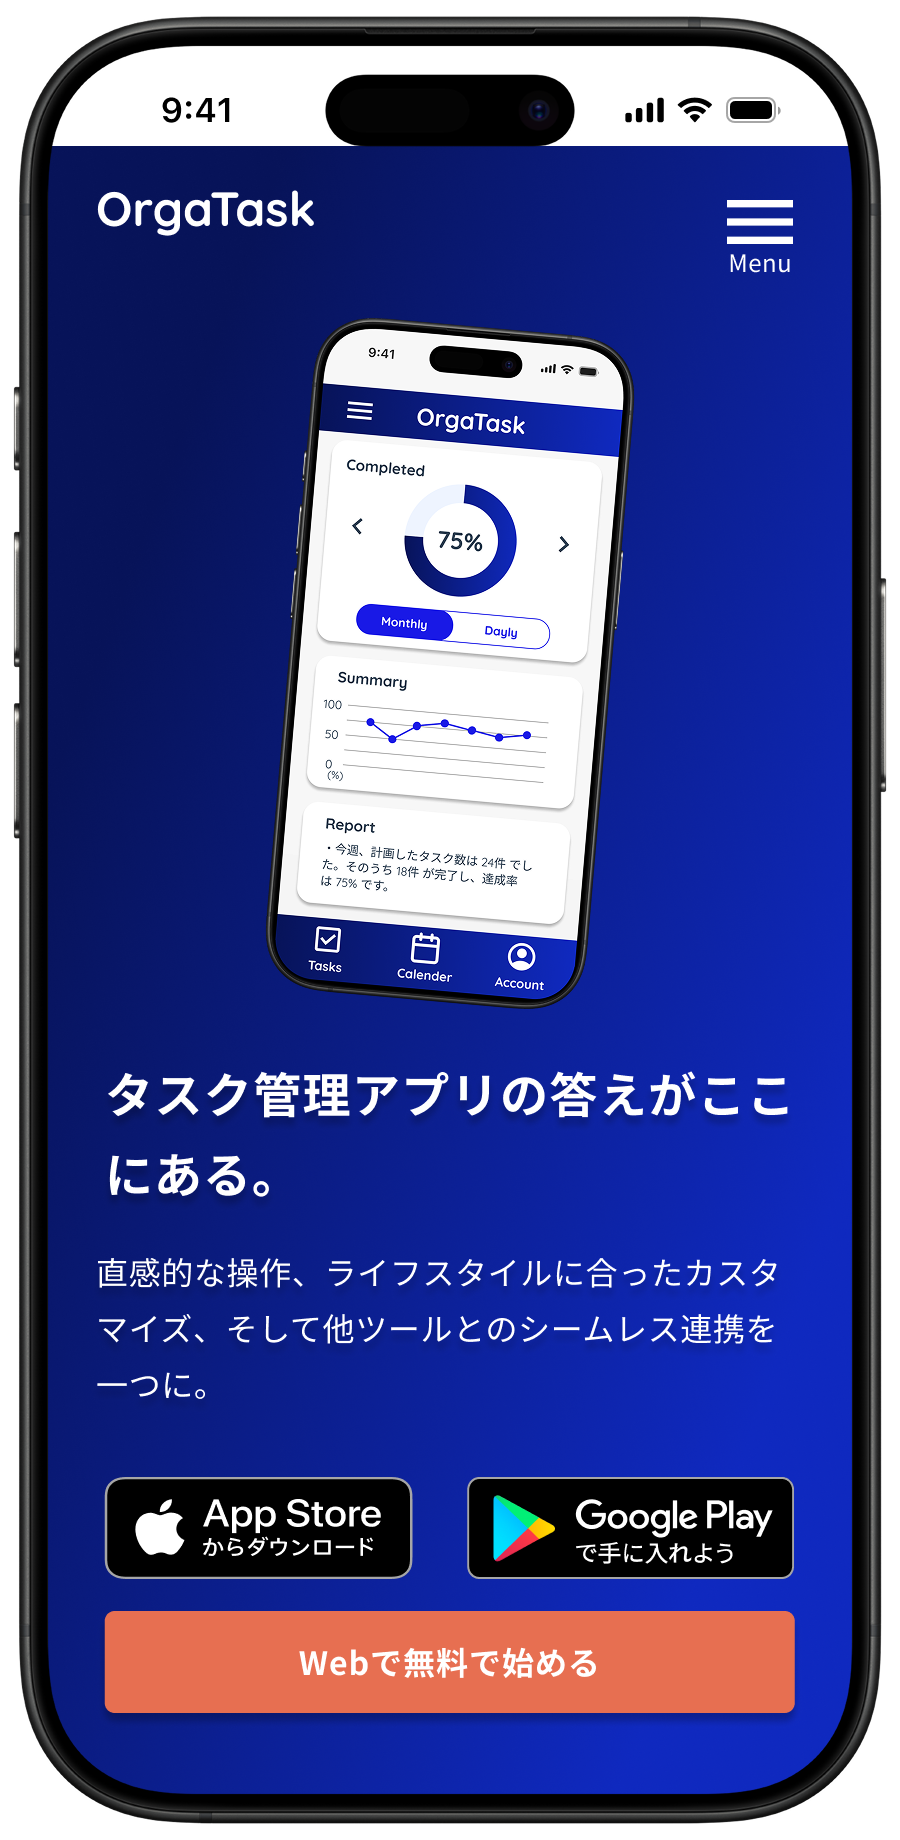 9:41
OrgaTask
Menu
9:41
OrgaTask
Completed
75%
Monthly
Dayly
Summary
100
50
0
(%)
Report
・今週、計画したタスク数は 24件 でし
た。そのうち 18件 が完了し、達成率
は 75% です。
Tasks
Calender
Account
タスク管理アプリの答えがここ
にある。
直感的な操作、ライフスタイルに合ったカスタ
マイズ、そして他ツールとのシームレス連携を
一つに。
App Store
からダウンロード
Google Play
で手に入れよう
Webで無料で始める